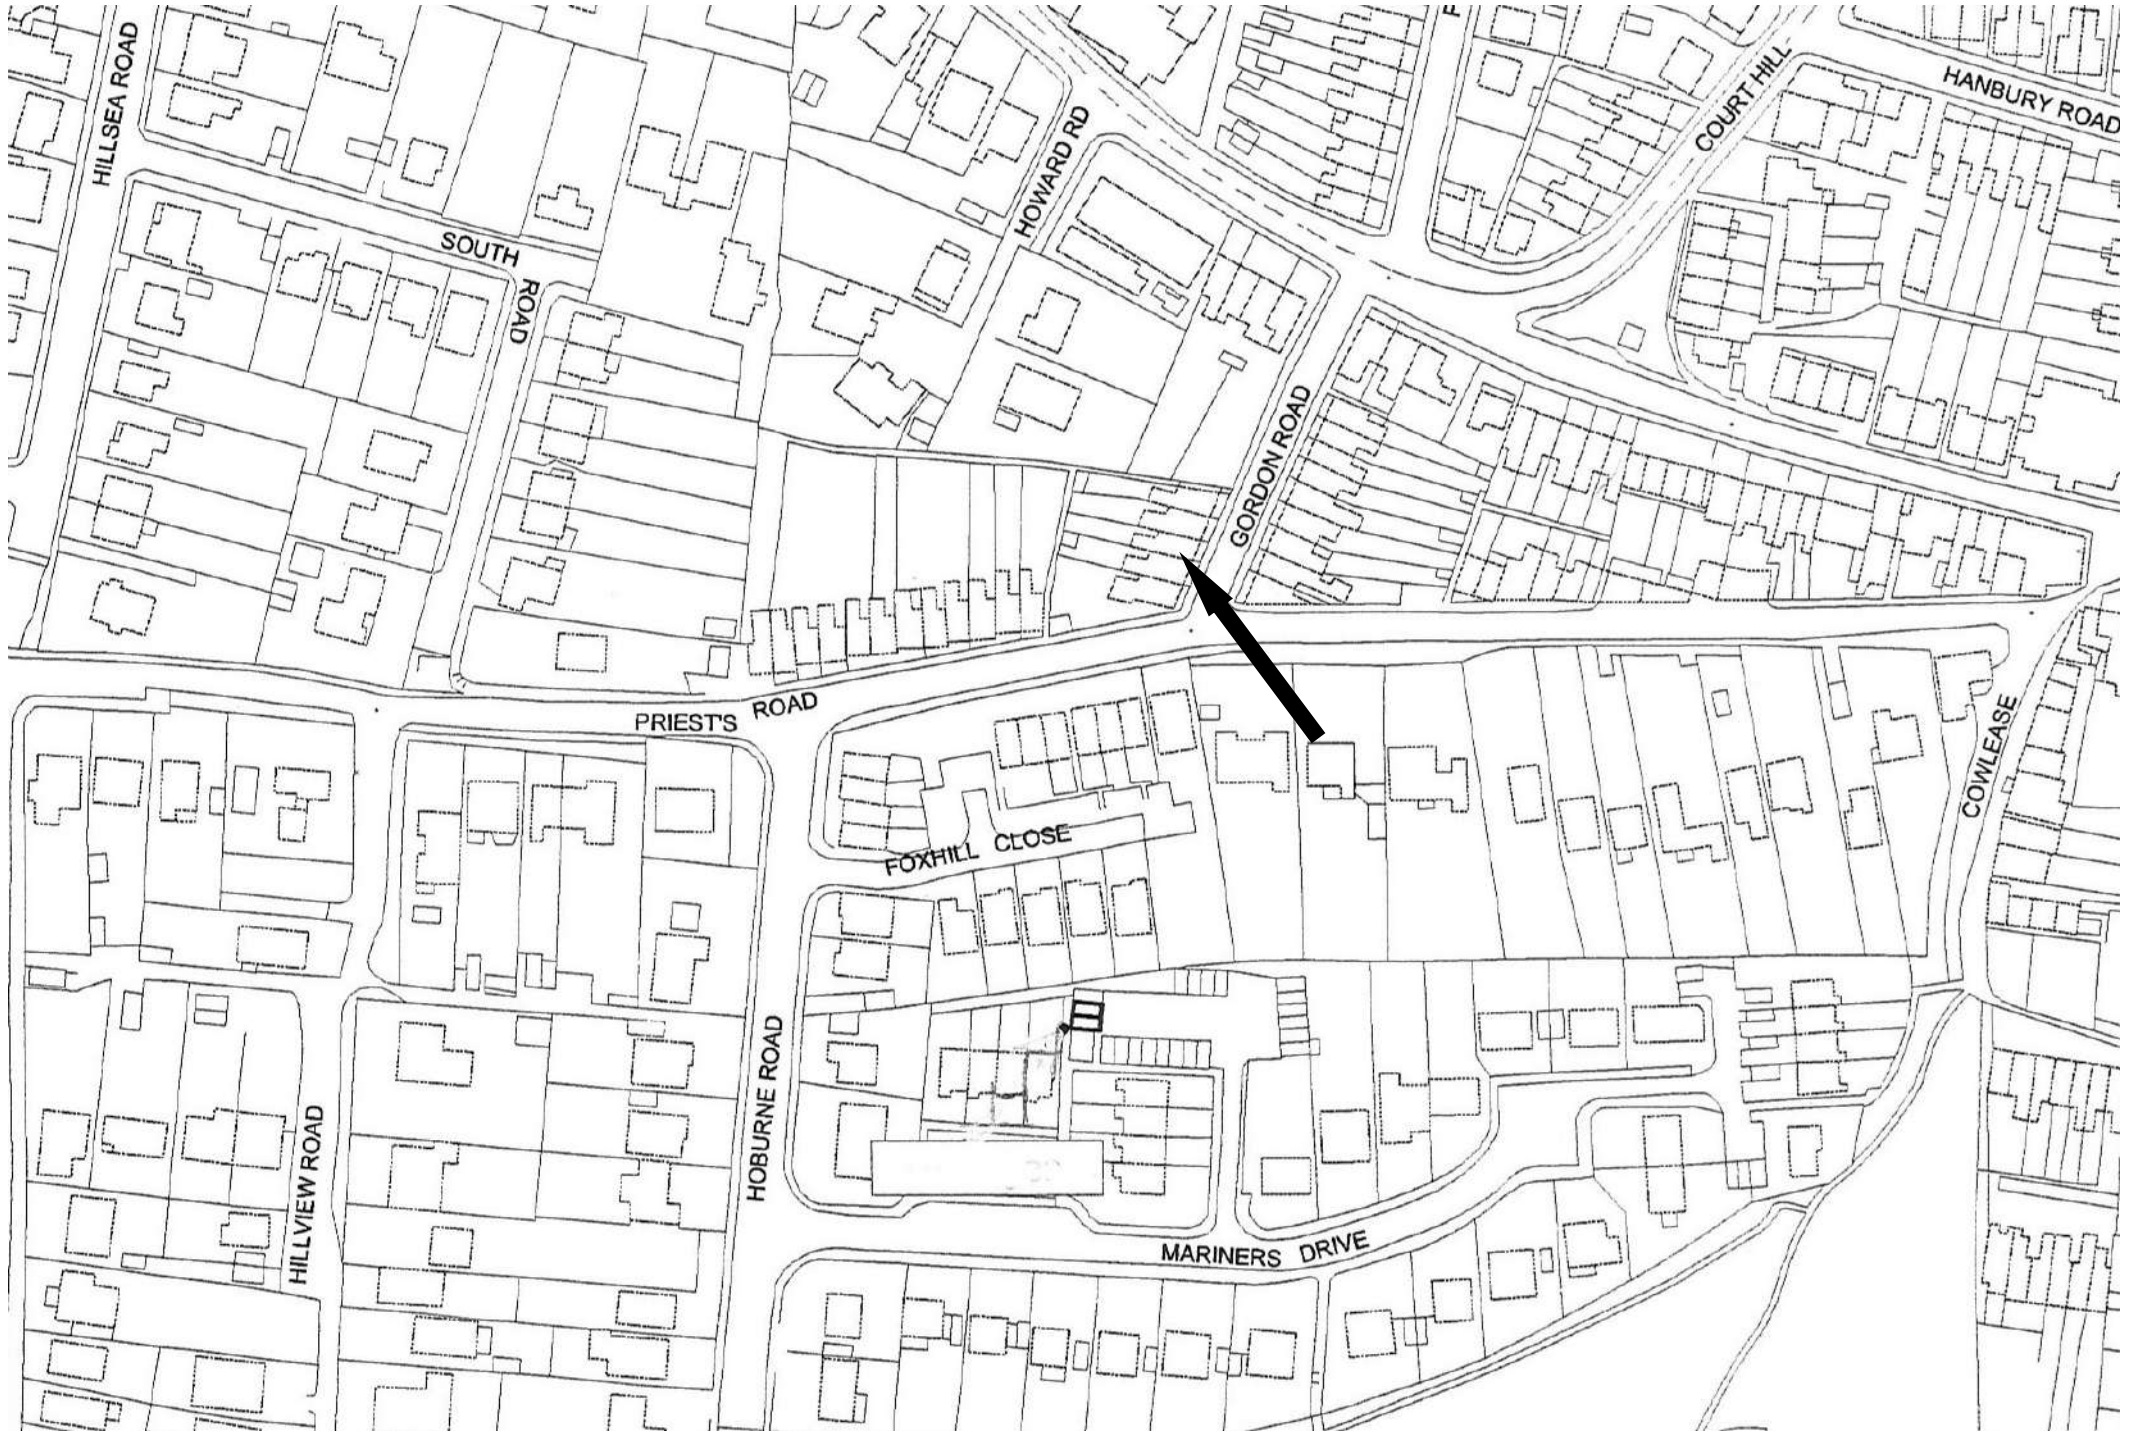 HILLSEA ROAD
HOWARD RD
COURT HILL
HANBURY ROAD
SOUTH
ROAD
GORDON ROAD
PRIEST'S ROAD
COWLEASE
FOXHILL CLOSE
HOBURNE ROAD
HILLVIEW ROAD
MARINERS DRIVE